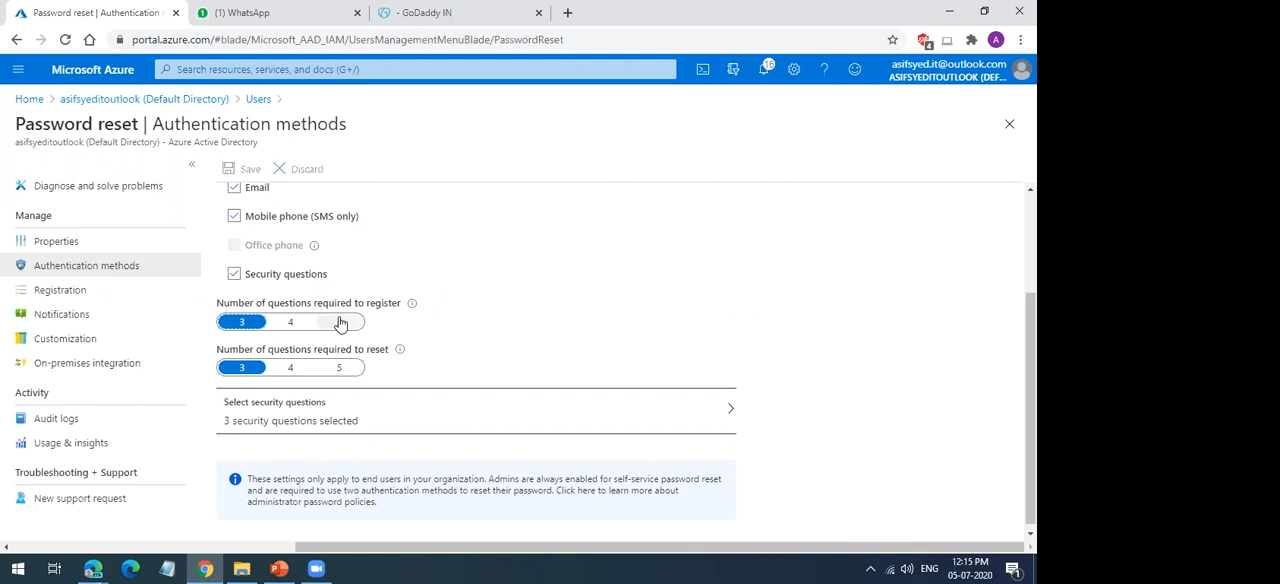 Password reset | Authentication
(1) WhatsApp
- GoDaddy IN
portal.azure.com/#blade/Microsoft_AAD_IAM/UsersManagementMenuBlade/PasswordReset
4
A
Microsoft Azure
Search resources, services, and docs (G+/)
16
asifsyed.it@outlook.com
ASIFSYEDITOUTLOOK (DEF...
Home > asifsyeditoutlook (Default Directory) > Users >
Password reset | Authentication methods
asifsyeditoutlook (Default Directory) - Azure Active Directory
«
Save
Discard
Diagnose and solve problems
Manage
Properties
Authentication methods
Registration
Notifications
Customization
On-premises integration
Activity
Audit logs
Usage & insights
Troubleshooting + Support
New support request
Email
Mobile phone (SMS only)
Office phone
Security questions
Number of questions required to register
3 4
Number of questions required to reset
3 4 5
Select security questions
3 security questions selected
These settings only apply to end users in your organization. Admins are always enabled for self-service password reset
and are required to use two authentication methods to reset their password. Click here to learn more about
administrator password policies.
ENG
12:15 PM
05-07-2020
1